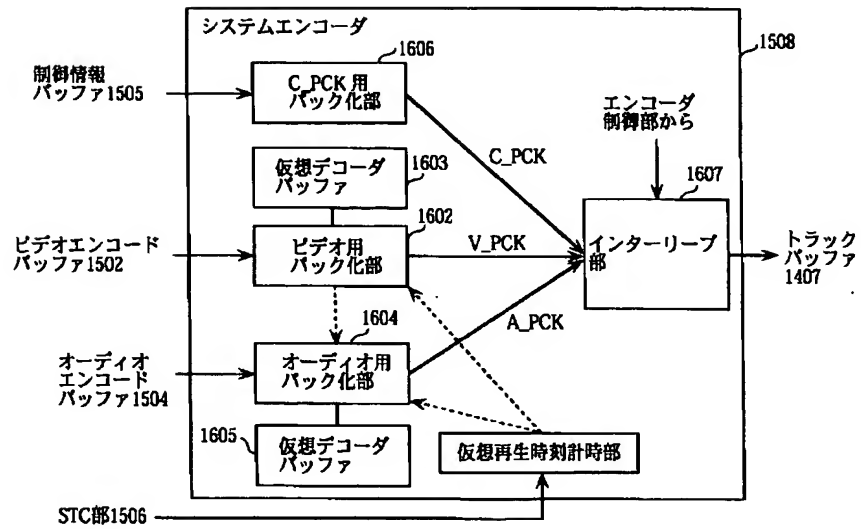 システムエンコーダ
1508
1606
制御情報
バッファ1505
C_PCK用
パック化部
エンコーダ
制御部から
C_PCK
仮想デコーダ
バッファ
1603
1607
1602
ビデオエンコード
バッファ1502
ビデオ用
パック化部
V_PCK
インターリーブ
部
トラック
バッファ
1407
1604
A_PCK
オーディオ
エンコード
バッファ1504
オーディオ用
パック化部
1605
仮想デコーダ
バッファ
仮想再生時刻計時部
STC部1506